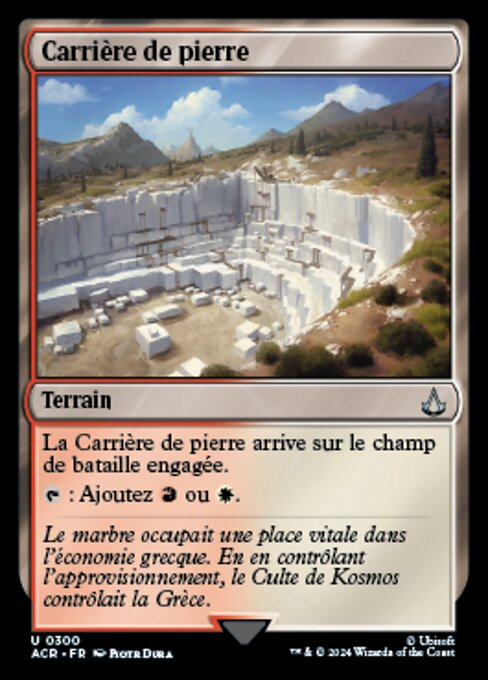 Carrière de pierre
Terrain
La Carrière de pierre arrive sur le champ
de bataille engagée.
: Ajoutez ou .
Le marbre occupait une place vitale dans
l'économie grecque. En en contrôlant
l'approvisionnement, le Culte de Kosmos
contrôlait la Grèce.
U 0300
ACR • FR Piotr Dura
© Ubisoft
™ & © 2024 Wizards of the Coast